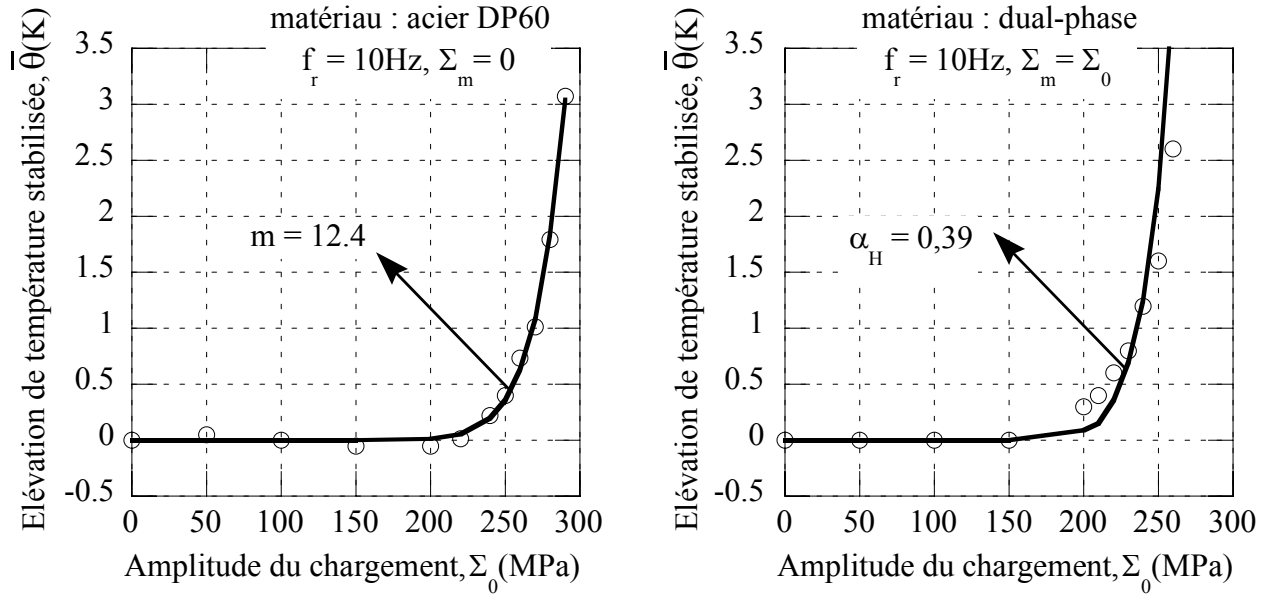 matériau : acier DP60
f_r = 10Hz, Σ_m = 0
Elévation de température stabilisée, θ̄(K)
3.5
3
2.5
2
1.5
1
0.5
0
-0.5
m = 12.4
0 50 100 150 200 250 300
Amplitude du chargement, Σ_0(MPa)
matériau : dual-phase
f_r = 10Hz, Σ_m = Σ_0
Elévation de température stabilisée, θ̄(K)
3.5
3
2.5
2
1.5
1
0.5
0
-0.5
α_H = 0,39
0 50 100 150 200 250 300
Amplitude du chargement, Σ_0(MPa)